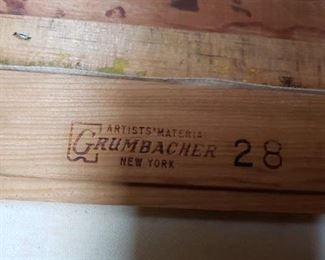 ARTISTS' MATERIAL
GRUMBACHER 28
NEW YORK